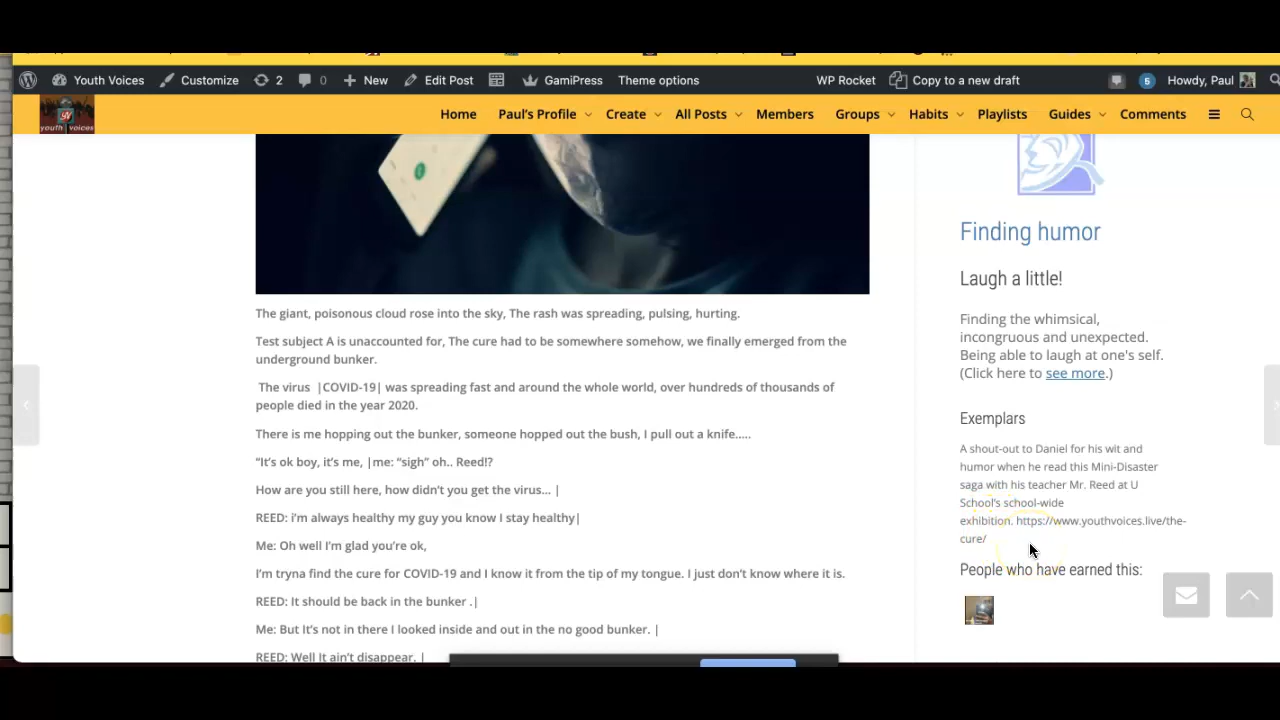 Youth Voices Customize 2 0 New Edit Post GamiPress Theme options WP Rocket Copy to a new draft 5 Howdy, Paul
youth voices
Home Paul's Profile Create All Posts Members Groups Habits Playlists Guides Comments
The giant, poisonous cloud rose into the sky, The rash was spreading, pulsing, hurting.
Test subject A is unaccounted for, The cure had to be somewhere somehow, we finally emerged from the
underground bunker.
The virus |COVID-19| was spreading fast and around the whole world, over hundreds of thousands of
people died in the year 2020.
There is me hopping out the bunker, someone hopped out the bush, I pull out a knife…..
“It’s ok boy, it’s me, |me: “sigh” oh.. Reed!?
How are you still here, how didn’t you get the virus… |
REED: i’m always healthy my guy you know I stay healthy|
Me: Oh well I’m glad you’re ok,
I’m tryna find the cure for COVID-19 and I know it from the tip of my tongue. I just don’t know where it is.
REED: It should be back in the bunker .|
Me: But It’s not in there I looked inside and out in the no good bunker. |
REED: Well It ain’t disappear. |
Finding humor
Laugh a little!
Finding the whimsical,
incongruous and unexpected.
Being able to laugh at one's self.
(Click here to see more.)
Exemplars
A shout-out to Daniel for his wit and
humor when he read this Mini-Disaster
saga with his teacher Mr. Reed at U
School’s school-wide
exhibition. https://www.youthvoices.live/the-
cure/
People who have earned this: